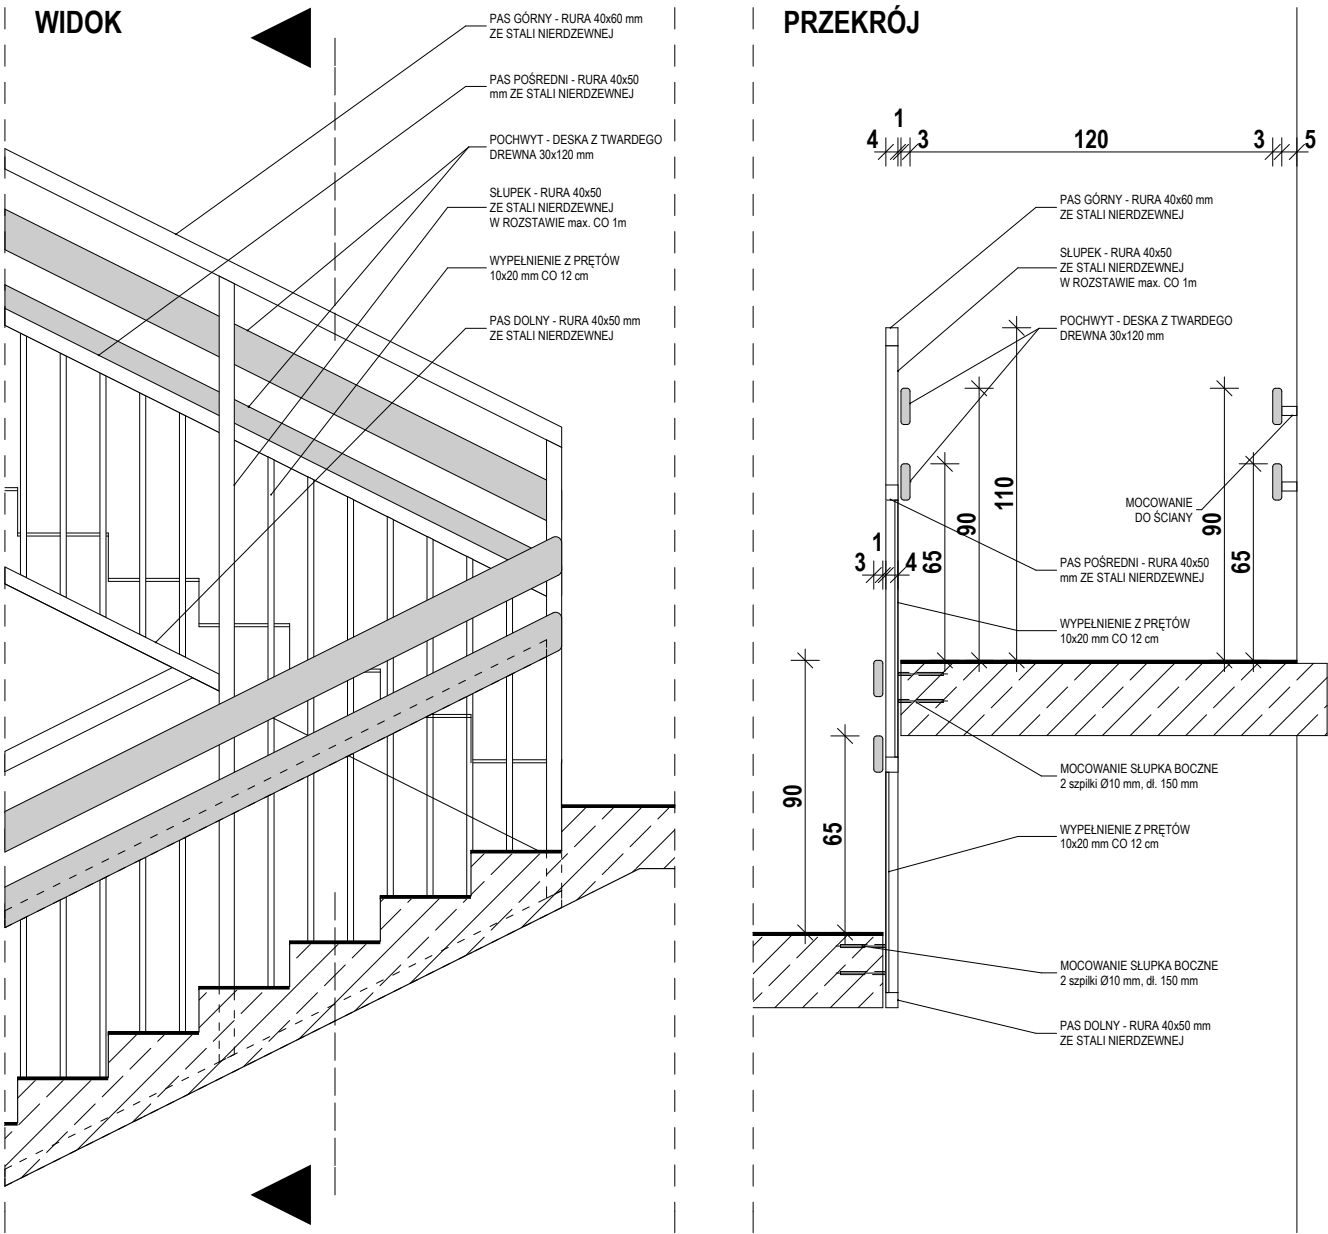 WIDOK
PAS GÓRNY - RURA 40x60 mm
ZE STALI NIERDZEWNEJ
PAS POŚREDNI - RURA 40x50
mm ZE STALI NIERDZEWNEJ
POCHWYT - DESKA Z TWARDEGO
DREWNA 30x120 mm
SŁUPEK - RURA 40x50
ZE STALI NIERDZEWNEJ
W ROZSTAWIE max. CO 1m
WYPEŁNIENIE Z PRĘTÓW
10x20 mm CO 12 cm
PAS DOLNY - RURA 40x50 mm
ZE STALI NIERDZEWNEJ
PRZEKRÓJ
1
4 3 120 3 5
PAS GÓRNY - RURA 40x60 mm
ZE STALI NIERDZEWNEJ
SŁUPEK - RURA 40x50
ZE STALI NIERDZEWNEJ
W ROZSTAWIE max. CO 1m
POCHWYT - DESKA Z TWARDEGO
DREWNA 30x120 mm
110
90
65
MOCOWANIE
DO ŚCIANY
90
65
1
3 4
PAS POŚREDNI - RURA 40x50
mm ZE STALI NIERDZEWNEJ
WYPEŁNIENIE Z PRĘTÓW
10x20 mm CO 12 cm
90
65
MOCOWANIE SŁUPKA BOCZNE
2 szpilki Ø10 mm, dł. 150 mm
WYPEŁNIENIE Z PRĘTÓW
10x20 mm CO 12 cm
MOCOWANIE SŁUPKA BOCZNE
2 szpilki Ø10 mm, dł. 150 mm
PAS DOLNY - RURA 40x50 mm
ZE STALI NIERDZEWNEJ